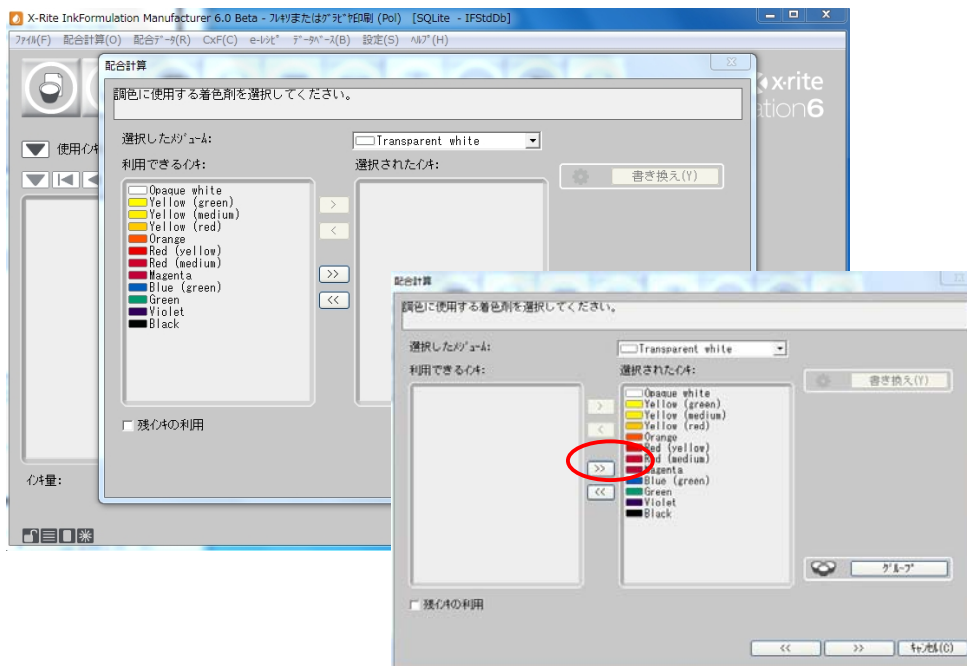 X-Rite InkFormulation Manufacturer 6.0 Beta - ﾌﾚｷｿまたはｸﾞﾗﾋﾞﾔ印刷 (Pol) [SQLite - IFStdDb]
ﾌｧｲﾙ(F) 配合計算(O) 配合ﾃﾞｰﾀ(R) CxF(C) e-ﾚｼﾋﾟ ﾃﾞｰﾀﾍﾞｰｽ(B) 設定(S) ﾍﾙﾌﾟ(H)
x·rite
ation6
使用ｲﾝｷ
ｲﾝｷ量:
配合計算
調色に使用する着色剤を選択してください。
選択したﾒｼﾞｭｰﾑ:
Transparent white
利用できるｲﾝｷ:
選択されたｲﾝｷ:
書き換え(Y)
Opaque white
Yellow (green)
Yellow (medium)
Yellow (red)
Orange
Red (yellow)
Red (medium)
Magenta
Blue (green)
Green
Violet
Black
>
<
>>
<<
残ｲﾝｷの利用
配合計算
調色に使用する着色剤を選択してください。
選択したﾒｼﾞｭｰﾑ:
Transparent white
利用できるｲﾝｷ:
選択されたｲﾝｷ:
書き換え(Y)
>
<
>>
<<
Opaque white
Yellow (green)
Yellow (medium)
Yellow (red)
Orange
Red (yellow)
Red (medium)
Magenta
Blue (green)
Green
Violet
Black
ｸﾞﾙｰﾌﾟ
残ｲﾝｷの利用
<<
>>
ｷｬﾝｾﾙ(C)